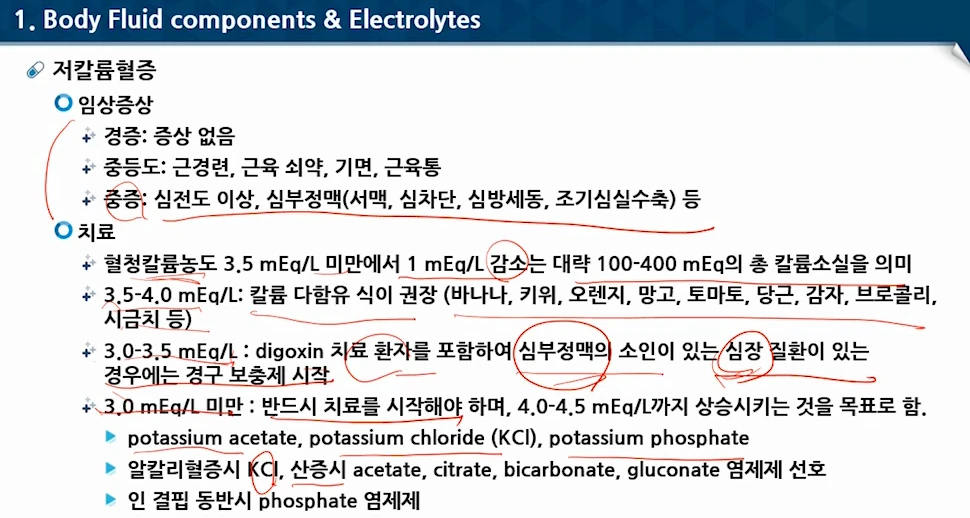 1. Body Fluid components & Electrolytes
저칼륨혈증
임상증상
경증: 증상 없음
중등도: 근경련, 근육 쇠약, 기면, 근육통
중증: 심전도 이상, 심부정맥(서맥, 심차단, 심방세동, 조기심실수축) 등
치료
혈청칼륨농도 3.5 mEq/L 미만에서 1 mEq/L 감소는 대략 100-400 mEq의 총 칼륨소실을 의미
3.5-4.0 mEq/L: 칼륨 다함유 식이 권장 (바나나, 키위, 오렌지, 망고, 토마토, 당근, 감자, 브로콜리,
시금치 등)
3.0-3.5 mEq/L : digoxin 치료 환자를 포함하여 심부정맥의 소인이 있는 심장 질환이 있는
경우에는 경구 보충제 시작
3.0 mEq/L 미만 : 반드시 치료를 시작해야 하며, 4.0-4.5 mEq/L까지 상승시키는 것을 목표로 함.
potassium acetate, potassium chloride (KCl), potassium phosphate
알칼리혈증시 KCl, 산증시 acetate, citrate, bicarbonate, gluconate 염제제 선호
인 결핍 동반시 phosphate 염제제